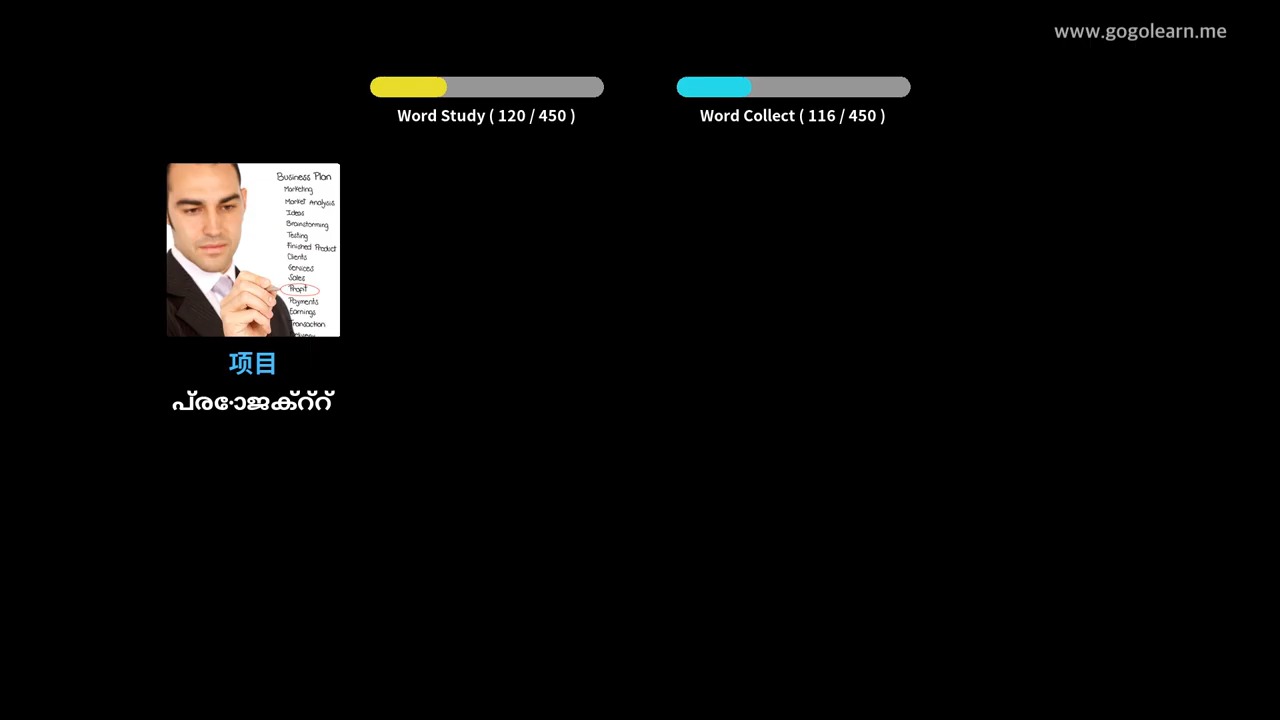 www.gogolearn.me
Word Study ( 120 / 450 )
Word Collect ( 116 / 450 )
Business Plan
Marketing
Market Analysis
Ideas
Brainstorming
Testing
Finished Product
Clients
Services
Sales
Profit
Payments
Earnings
Transaction
Delivery
项目
പ്രോജക്റ്റ്